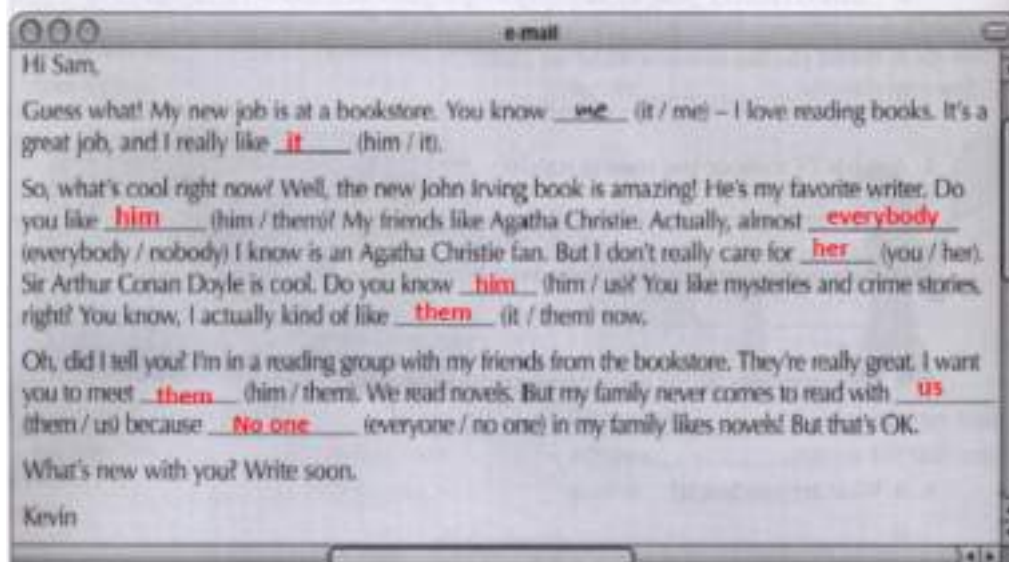 e-mail
Hi Sam,
Guess what! My new job is at a bookstore. You know me (it / me) – I love reading books. It's a
great job, and I really like it (him / it).
So, what's cool right now? Well, the new John Irving book is amazing! He's my favorite writer. Do
you like him (him / them)? My friends like Agatha Christie. Actually, almost everybody
(everybody / nobody) I know is an Agatha Christie fan. But I don't really care for her (you / her).
Sir Arthur Conan Doyle is cool. Do you know him (him / us)? You like mysteries and crime stories,
right? You know, I actually kind of like them (it / them) now.
Oh, did I tell you? I'm in a reading group with my friends from the bookstore. They're really great. I want
you to meet them (him / them). We read novels. But my family never comes to read with us
(them / us) because No one (everyone / no one) in my family likes novels! But that's OK.
What's new with you? Write soon.
Kevin